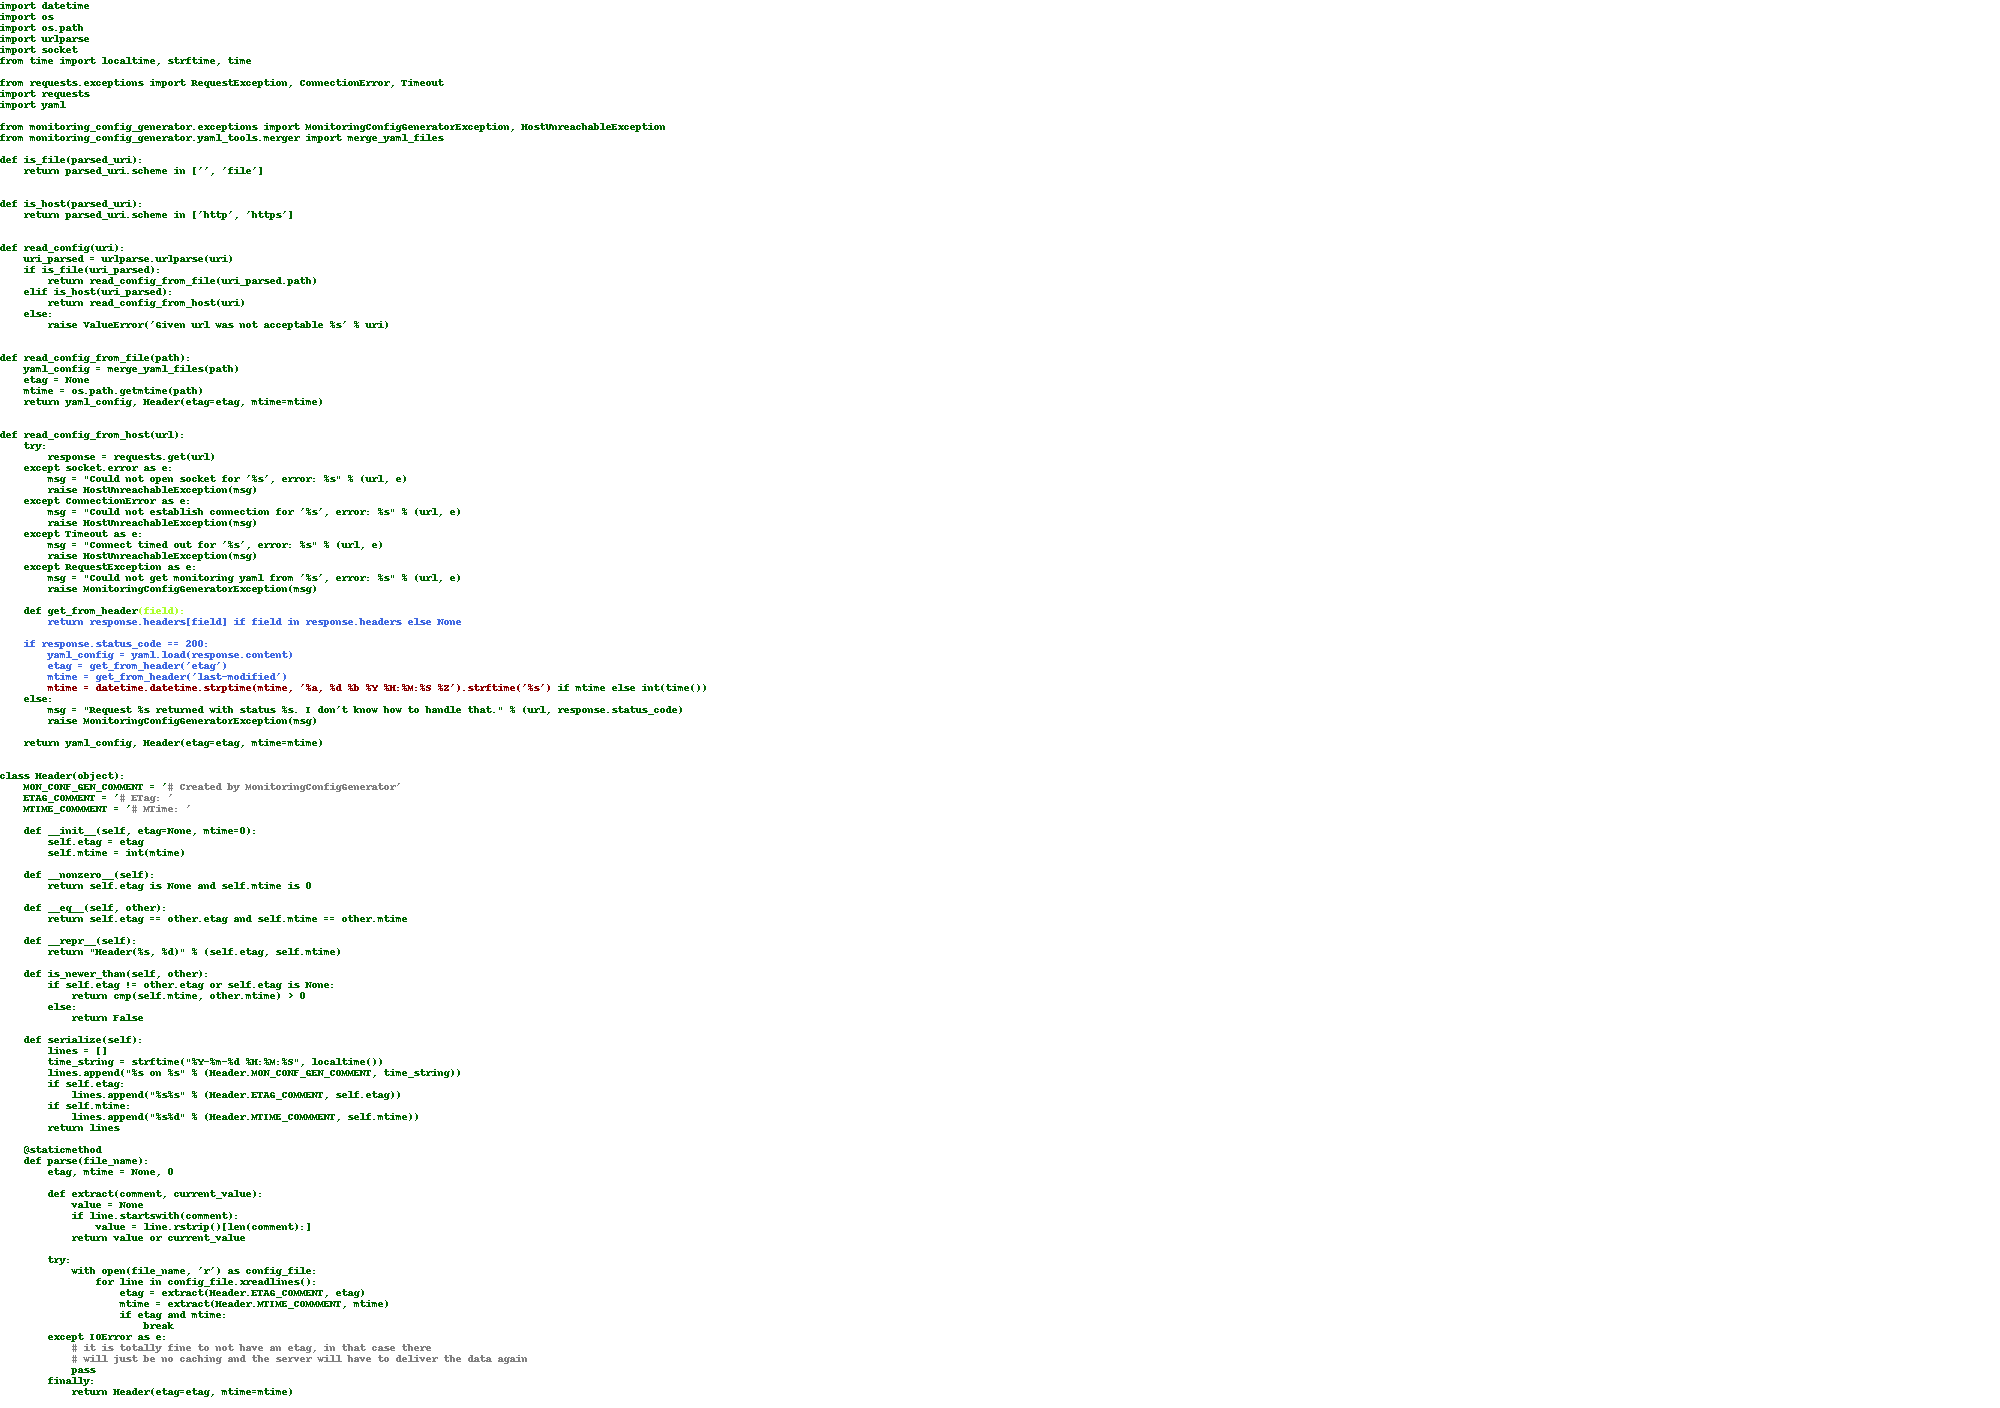 import datetime
import os
import os.path
import urlparse
import socket
from time import localtime, strftime, time

from requests.exceptions import RequestException, ConnectionError, Timeout
import requests
import yaml

from monitoring_config_generator.exceptions import MonitoringConfigGeneratorException, HostUnreachableException
from monitoring_config_generator.yaml_tools.merger import merge_yaml_files

def is_file(parsed_uri):
    return parsed_uri.scheme in ['', 'file']


def is_host(parsed_uri):
    return parsed_uri.scheme in ['http', 'https']


def read_config(uri):
    uri_parsed = urlparse.urlparse(uri)
    if is_file(uri_parsed):
        return read_config_from_file(uri_parsed.path)
    elif is_host(uri_parsed):
        return read_config_from_host(uri)
    else:
        raise ValueError('Given url was not acceptable %s' % uri)


def read_config_from_file(path):
    yaml_config = merge_yaml_files(path)
    etag = None
    mtime = os.path.getmtime(path)
    return yaml_config, Header(etag=etag, mtime=mtime)


def read_config_from_host(url):
    try:
        response = requests.get(url)
    except socket.error as e:
        msg = "Could not open socket for '%s', error: %s" % (url, e)
        raise HostUnreachableException(msg)
    except ConnectionError as e:
        msg = "Could not establish connection for '%s', error: %s" % (url, e)
        raise HostUnreachableException(msg)
    except Timeout as e:
        msg = "Connect timed out for '%s', error: %s" % (url, e)
        raise HostUnreachableException(msg)
    except RequestException as e:
        msg = "Could not get monitoring yaml from '%s', error: %s" % (url, e)
        raise MonitoringConfigGeneratorException(msg)

    def get_from_header(field):
        return response.headers[field] if field in response.headers else None

    if response.status_code == 200:
        yaml_config = yaml.load(response.content)
        etag = get_from_header('etag')
        mtime = get_from_header('last-modified')
        mtime = datetime.datetime.strptime(mtime, '%a, %d %b %Y %H:%M:%S %Z').strftime('%s') if mtime else int(time())
    else:
        msg = "Request %s returned with status %s. I don't know how to handle that." % (url, response.status_code)
        raise MonitoringConfigGeneratorException(msg)

    return yaml_config, Header(etag=etag, mtime=mtime)


class Header(object):
    MON_CONF_GEN_COMMENT = '# Created by MonitoringConfigGenerator'
    ETAG_COMMENT = '# ETag: '
    MTIME_COMMMENT = '# MTime: '

    def __init__(self, etag=None, mtime=0):
        self.etag = etag
        self.mtime = int(mtime)

    def __nonzero__(self):
        return self.etag is None and self.mtime is 0

    def __eq__(self, other):
        return self.etag == other.etag and self.mtime == other.mtime

    def __repr__(self):
        return "Header(%s, %d)" % (self.etag, self.mtime)

    def is_newer_than(self, other):
        if self.etag != other.etag or self.etag is None:
            return cmp(self.mtime, other.mtime) > 0
        else:
            return False

    def serialize(self):
        lines = []
        time_string = strftime("%Y-%m-%d %H:%M:%S", localtime())
        lines.append("%s on %s" % (Header.MON_CONF_GEN_COMMENT, time_string))
        if self.etag:
            lines.append("%s%s" % (Header.ETAG_COMMENT, self.etag))
        if self.mtime:
            lines.append("%s%d" % (Header.MTIME_COMMMENT, self.mtime))
        return lines

    @staticmethod
    def parse(file_name):
        etag, mtime = None, 0

        def extract(comment, current_value):
            value = None
            if line.startswith(comment):
                value = line.rstrip()[len(comment):]
            return value or current_value

        try:
            with open(file_name, 'r') as config_file:
                for line in config_file.xreadlines():
                    etag = extract(Header.ETAG_COMMENT, etag)
                    mtime = extract(Header.MTIME_COMMMENT, mtime)
                    if etag and mtime:
                        break
        except IOError as e:
            # it is totally fine to not have an etag, in that case there
            # will just be no caching and the server will have to deliver the data again
            pass
        finally:
            return Header(etag=etag, mtime=mtime)